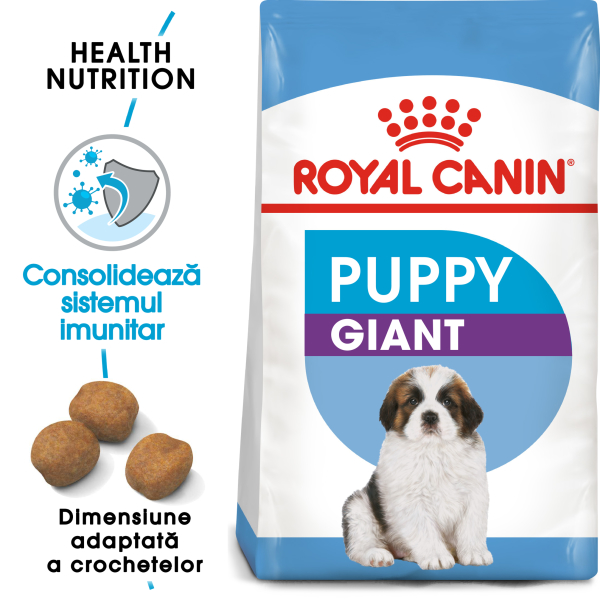 HEALTH
NUTRITION
Consolidează
sistemul
imunitar
Dimensiune
adaptată
a crochetelor
ROYAL CANIN®
PUPPY
GIANT